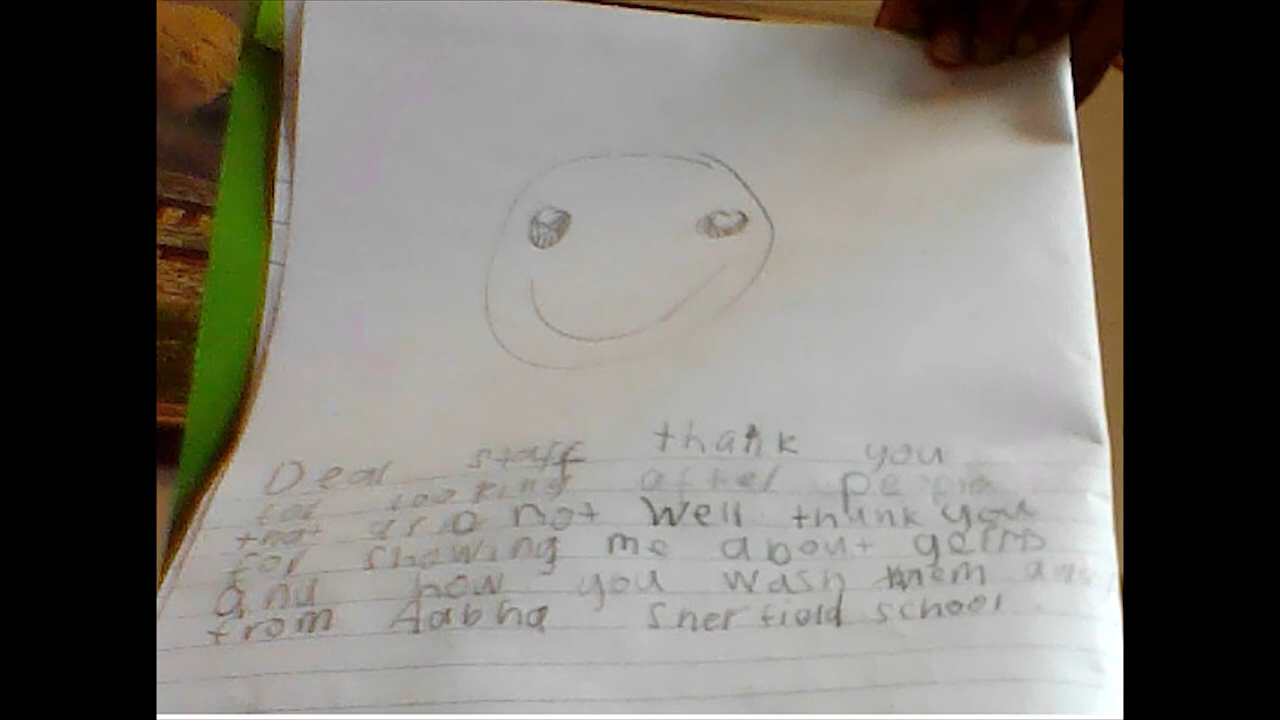 Dear staff thank you
for looking after people
that are not well thank you
for showing me about germs
and how you wash them away
from Aabha Sherfield school